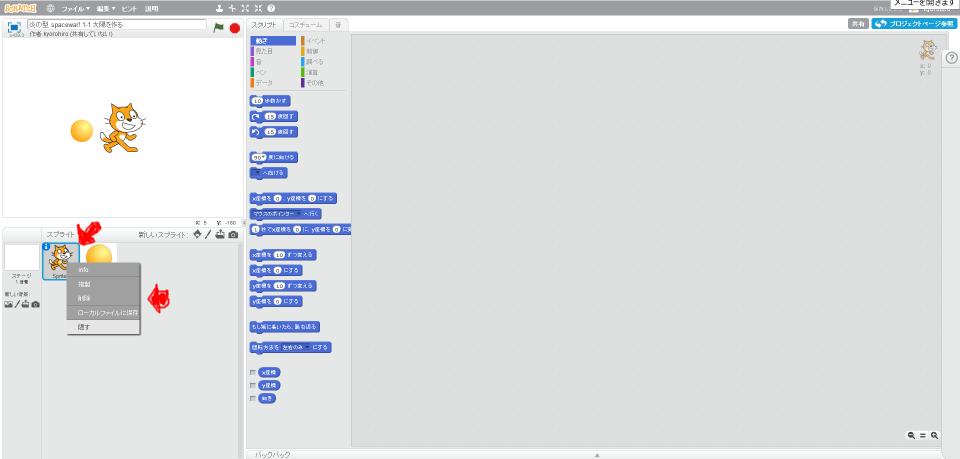 SCRATCH ファイル▼ 編集▼ ヒント 説明
メニューを開きます
炎の型 spacewar! 1-1 太陽を作る
作者 kyorohiro (共有していない)
スクリプト コスチューム 音
共有 プロジェクトページ参照
動き イベント
見た目 制御
音 調べる
ペン 演算
データ その他
x: 0
y: 0
10 歩動かす
15 度回す
15 度回す
90▼ 度に向ける
へ向ける
x座標を 0 、y座標を 0 にする
マウスのポインター へ行く
1 秒でx座標を 0 に、y座標を 0 に
x座標を 10 ずつ変える
x座標を 0 にする
y座標を 10 ずつ変える
y座標を 0 にする
もし端に着いたら、跳ね返る
回転方法を 左右のみ にする
x座標
y座標
向き
x: 5 y: -180
スプライト 新しいスプライト:
ステージ
1 背景
新しい背景:
Sprite
info
複製
削除
ローカルファイルに保存
隠す
バックパック